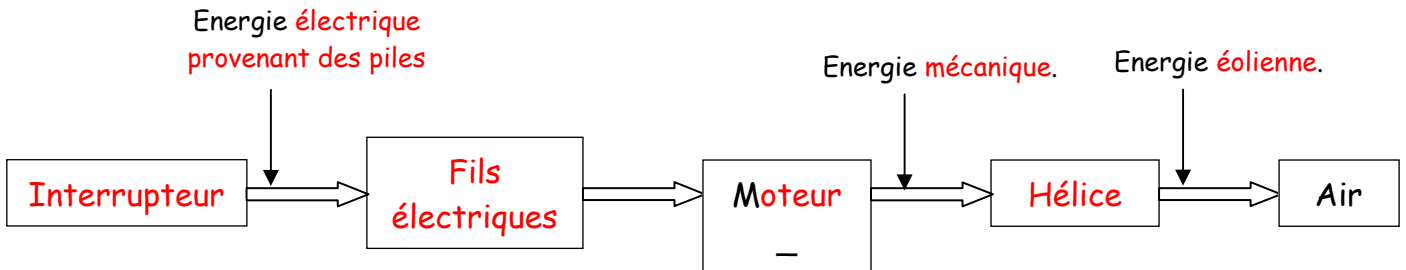 Energie électrique
provenant des piles
Energie mécanique.
Energie éolienne.
Interrupteur
Fils
électriques
Moteur
_
Hélice
Air